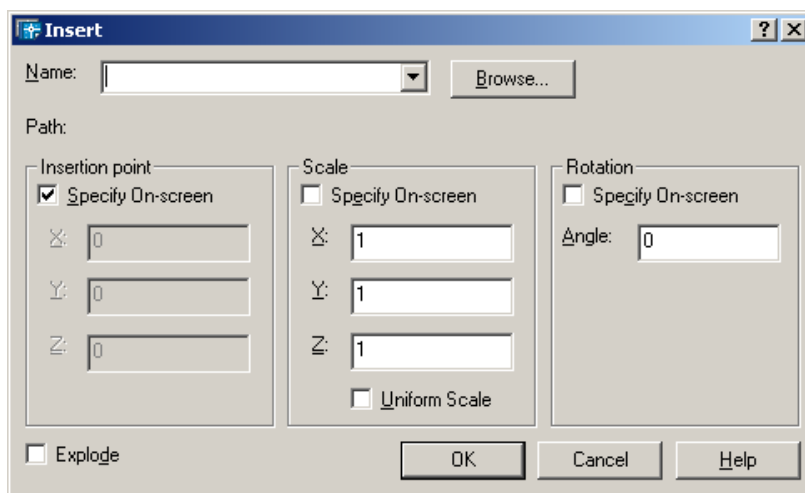 Insert
Name:
Browse...
Path:
Insertion point
Specify On-screen
X: 0
Y: 0
Z: 0
Scale
Specify On-screen
X: 1
Y: 1
Z: 1
Uniform Scale
Rotation
Specify On-screen
Angle: 0
Explode
OK
Cancel
Help